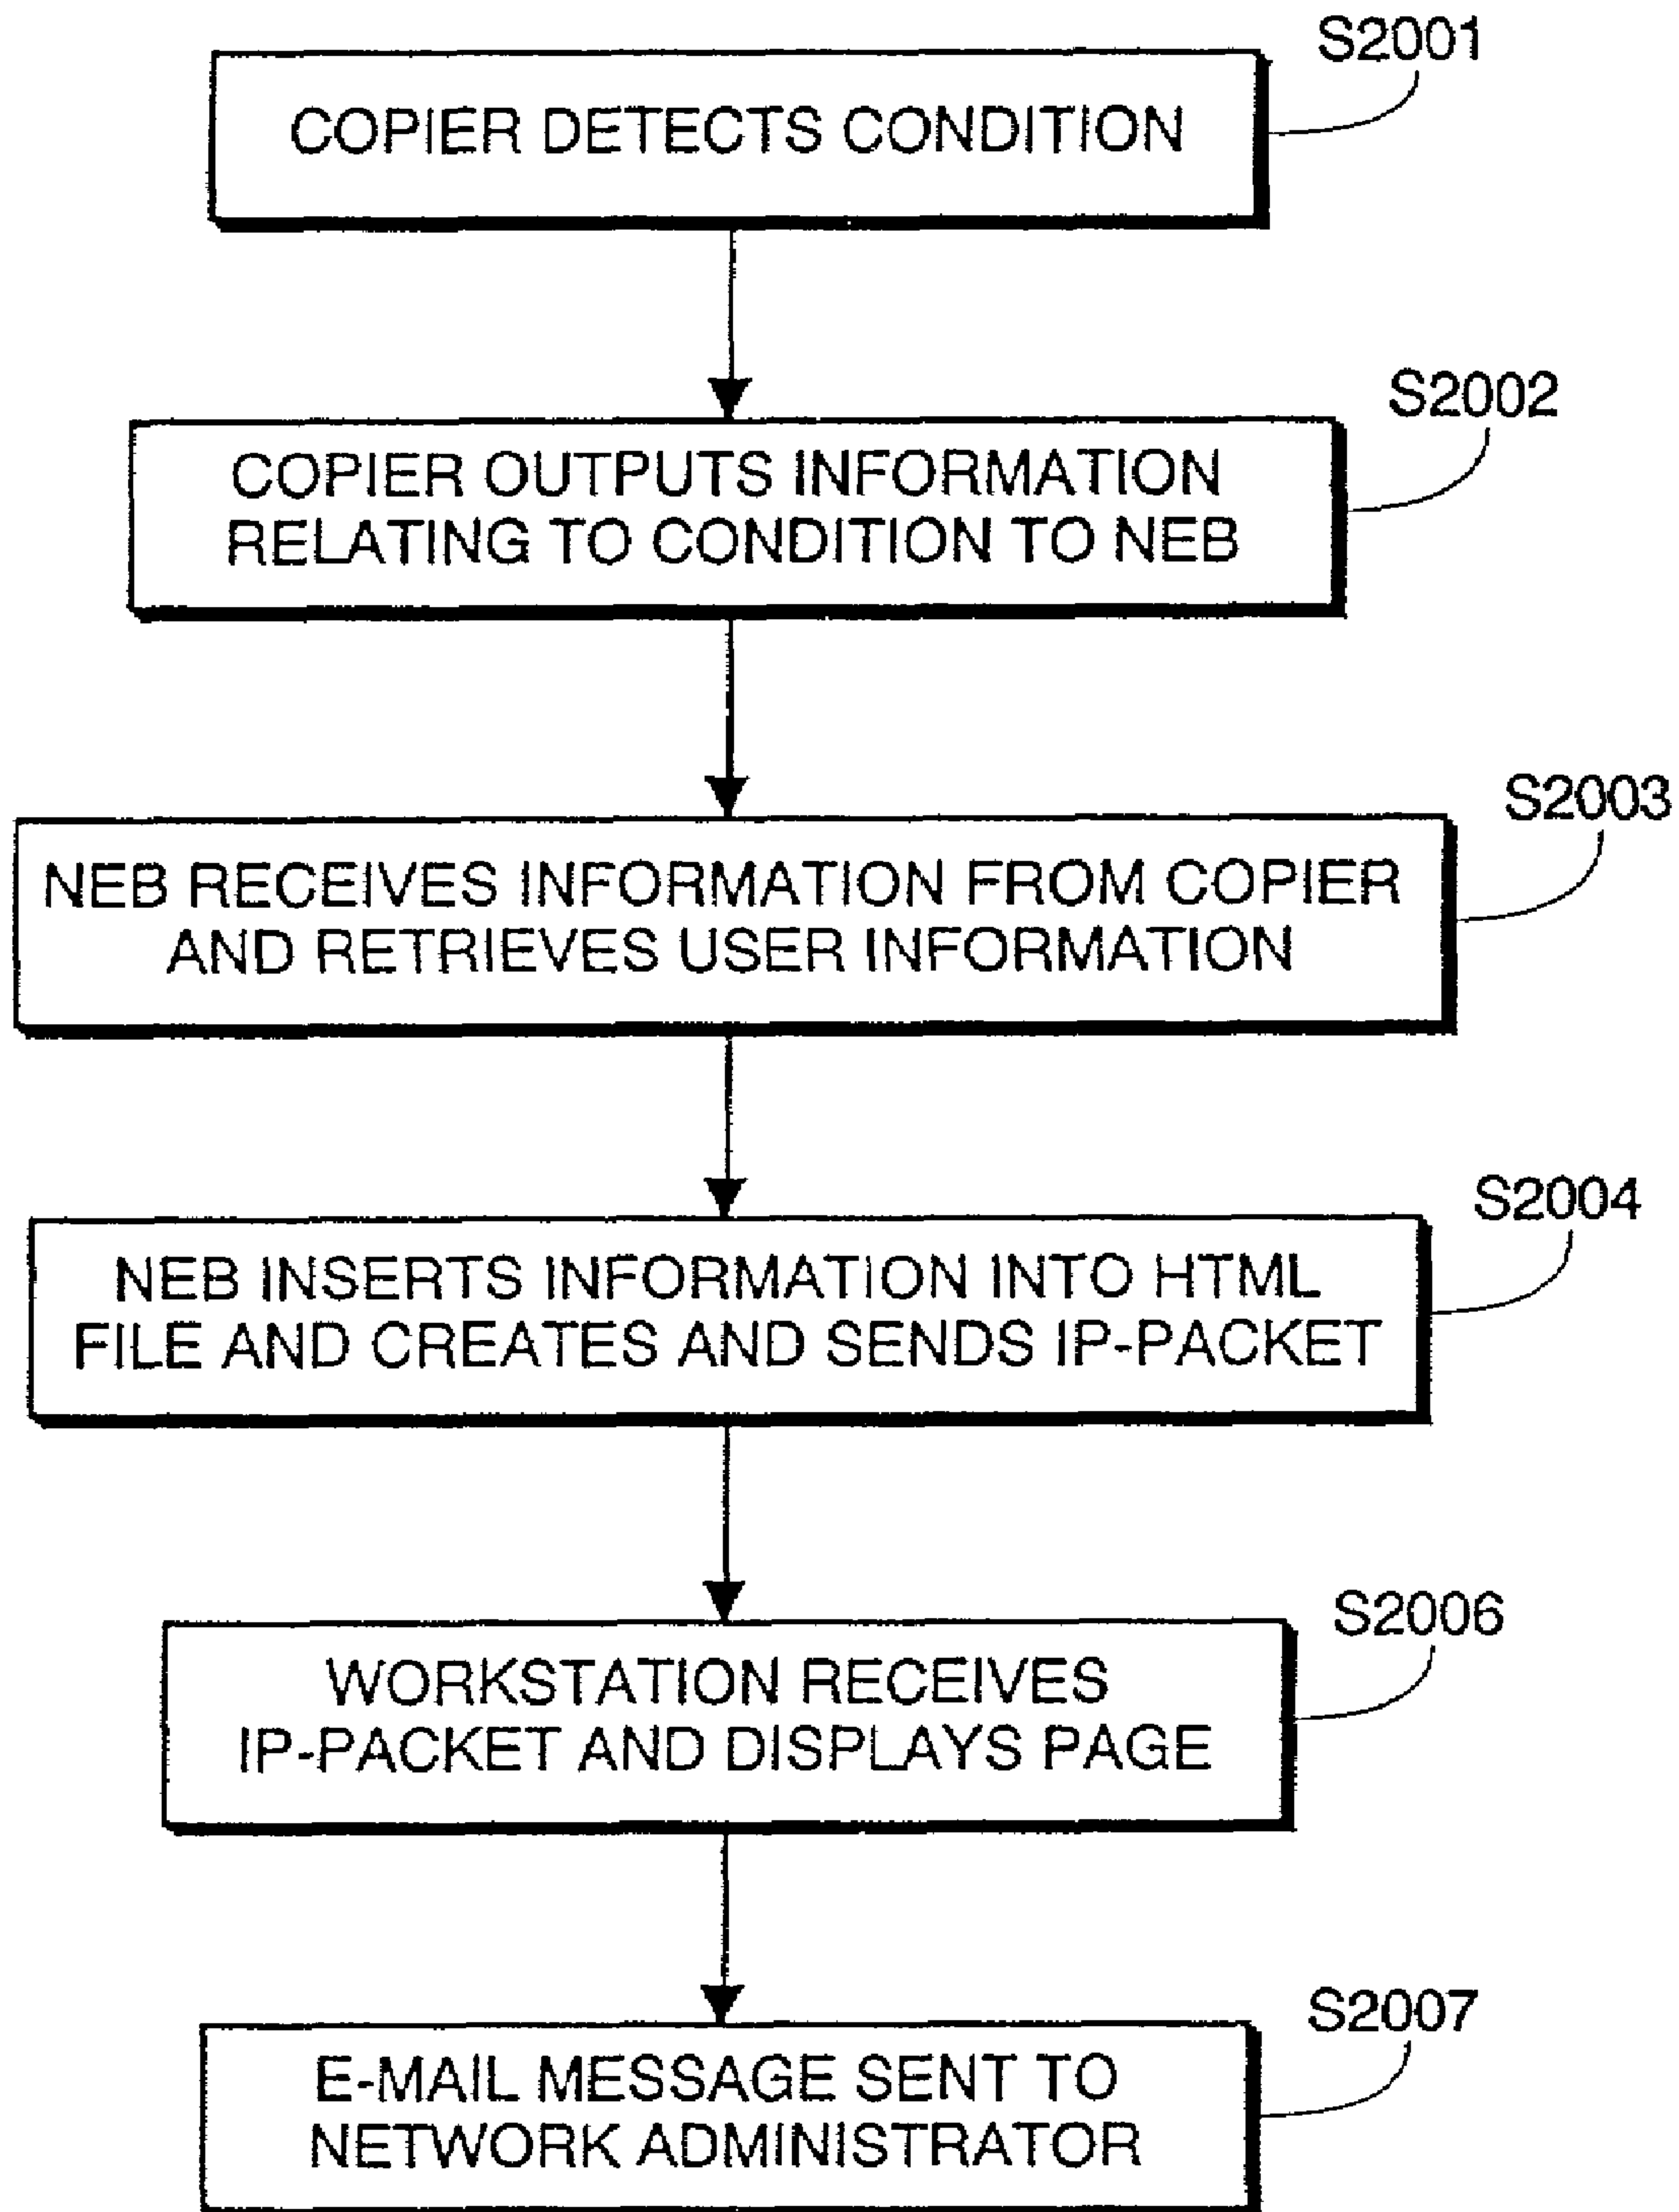 S2001
COPIER DETECTS CONDITION
S2002
COPIER OUTPUTS INFORMATION
RELATING TO CONDITION TO NEB
S2003
NEB RECEIVES INFORMATION FROM COPIER
AND RETRIEVES USER INFORMATION
S2004
NEB INSERTS INFORMATION INTO HTML
FILE AND CREATES AND SENDS IP-PACKET
S2006
WORKSTATION RECEIVES
IP-PACKET AND DISPLAYS PAGE
S2007
E-MAIL MESSAGE SENT TO
NETWORK ADMINISTRATOR